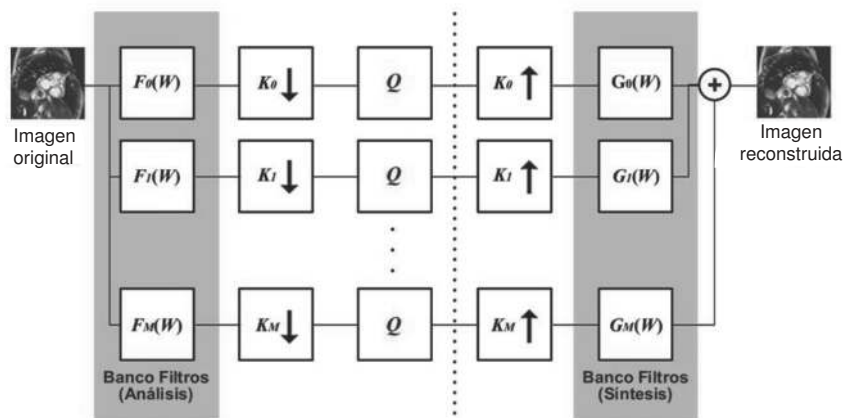 F0(W) K0 Q K0 G0(W)
Imagen original
Imagen reconstruida
F1(W) K1 Q K1 G1(W)
FM(W) KM Q KM GM(W)
Banco Filtros
(Análisis)
Banco Filtros
(Síntesis)